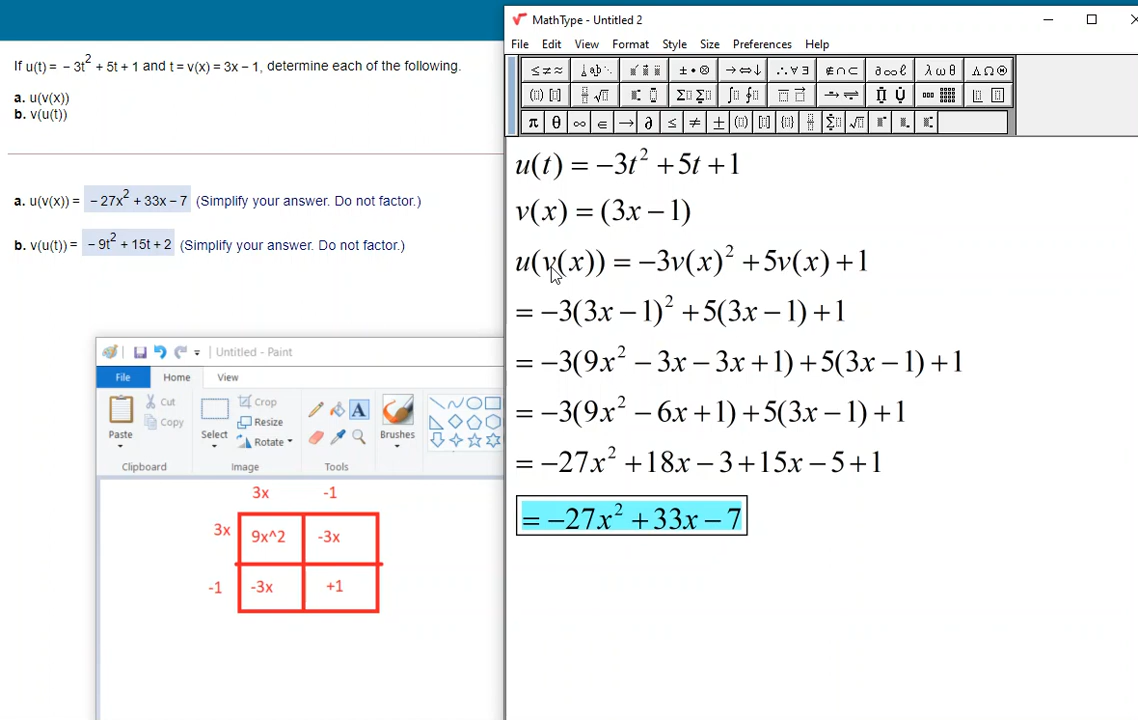 If u(t) = − 3t² + 5t + 1 and t = v(x) = 3x − 1, determine each of the following.
a. u(v(x))
b. v(u(t))
a. u(v(x)) = − 27x² + 33x − 7 (Simplify your answer. Do not factor.)
b. v(u(t)) = − 9t² + 15t + 2 (Simplify your answer. Do not factor.)
Untitled - Paint
File Home View
Paste
Cut
Copy
Clipboard
Select
Crop
Resize
Rotate
Image
A
Tools
Brushes
3x -1
3x 9x^2 -3x
-1 -3x +1
MathType - Untitled 2
File Edit View Format Style Size Preferences Help
u(t) = −3t² + 5t + 1
v(x) = (3x − 1)
u(v(x)) = −3v(x)² + 5v(x) + 1
= −3(3x − 1)² + 5(3x − 1) + 1
= −3(9x² − 3x − 3x + 1) + 5(3x − 1) + 1
= −3(9x² − 6x + 1) + 5(3x − 1) + 1
= −27x² + 18x − 3 + 15x − 5 + 1
= −27x² + 33x − 7